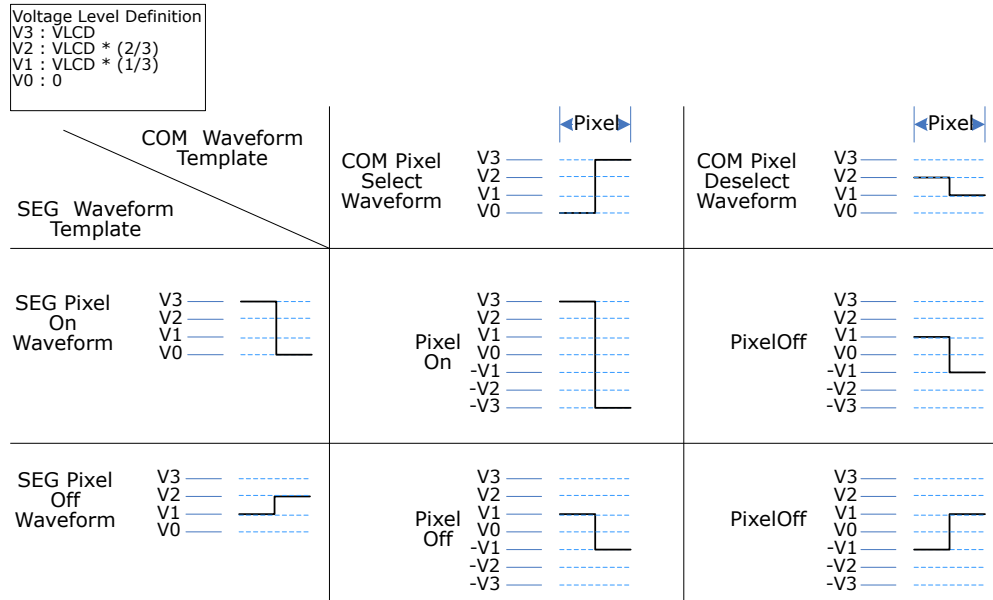 Voltage Level Definition
V3 : VLCD
V2 : VLCD * (2/3)
V1 : VLCD * (1/3)
V0 : 0
COM Waveform
Template
SEG Waveform
Template
COM Pixel
Select
Waveform
Pixel
V3
V2
V1
V0
COM Pixel
Deselect
Waveform
Pixel
V3
V2
V1
V0
SEG Pixel
On
Waveform
V3
V2
V1
V0
Pixel
On
V3
V2
V1
V0
-V1
-V2
-V3
PixelOff
V3
V2
V1
V0
-V1
-V2
-V3
SEG Pixel
Off
Waveform
V3
V2
V1
V0
Pixel
Off
V3
V2
V1
V0
-V1
-V2
-V3
PixelOff
V3
V2
V1
V0
-V1
-V2
-V3